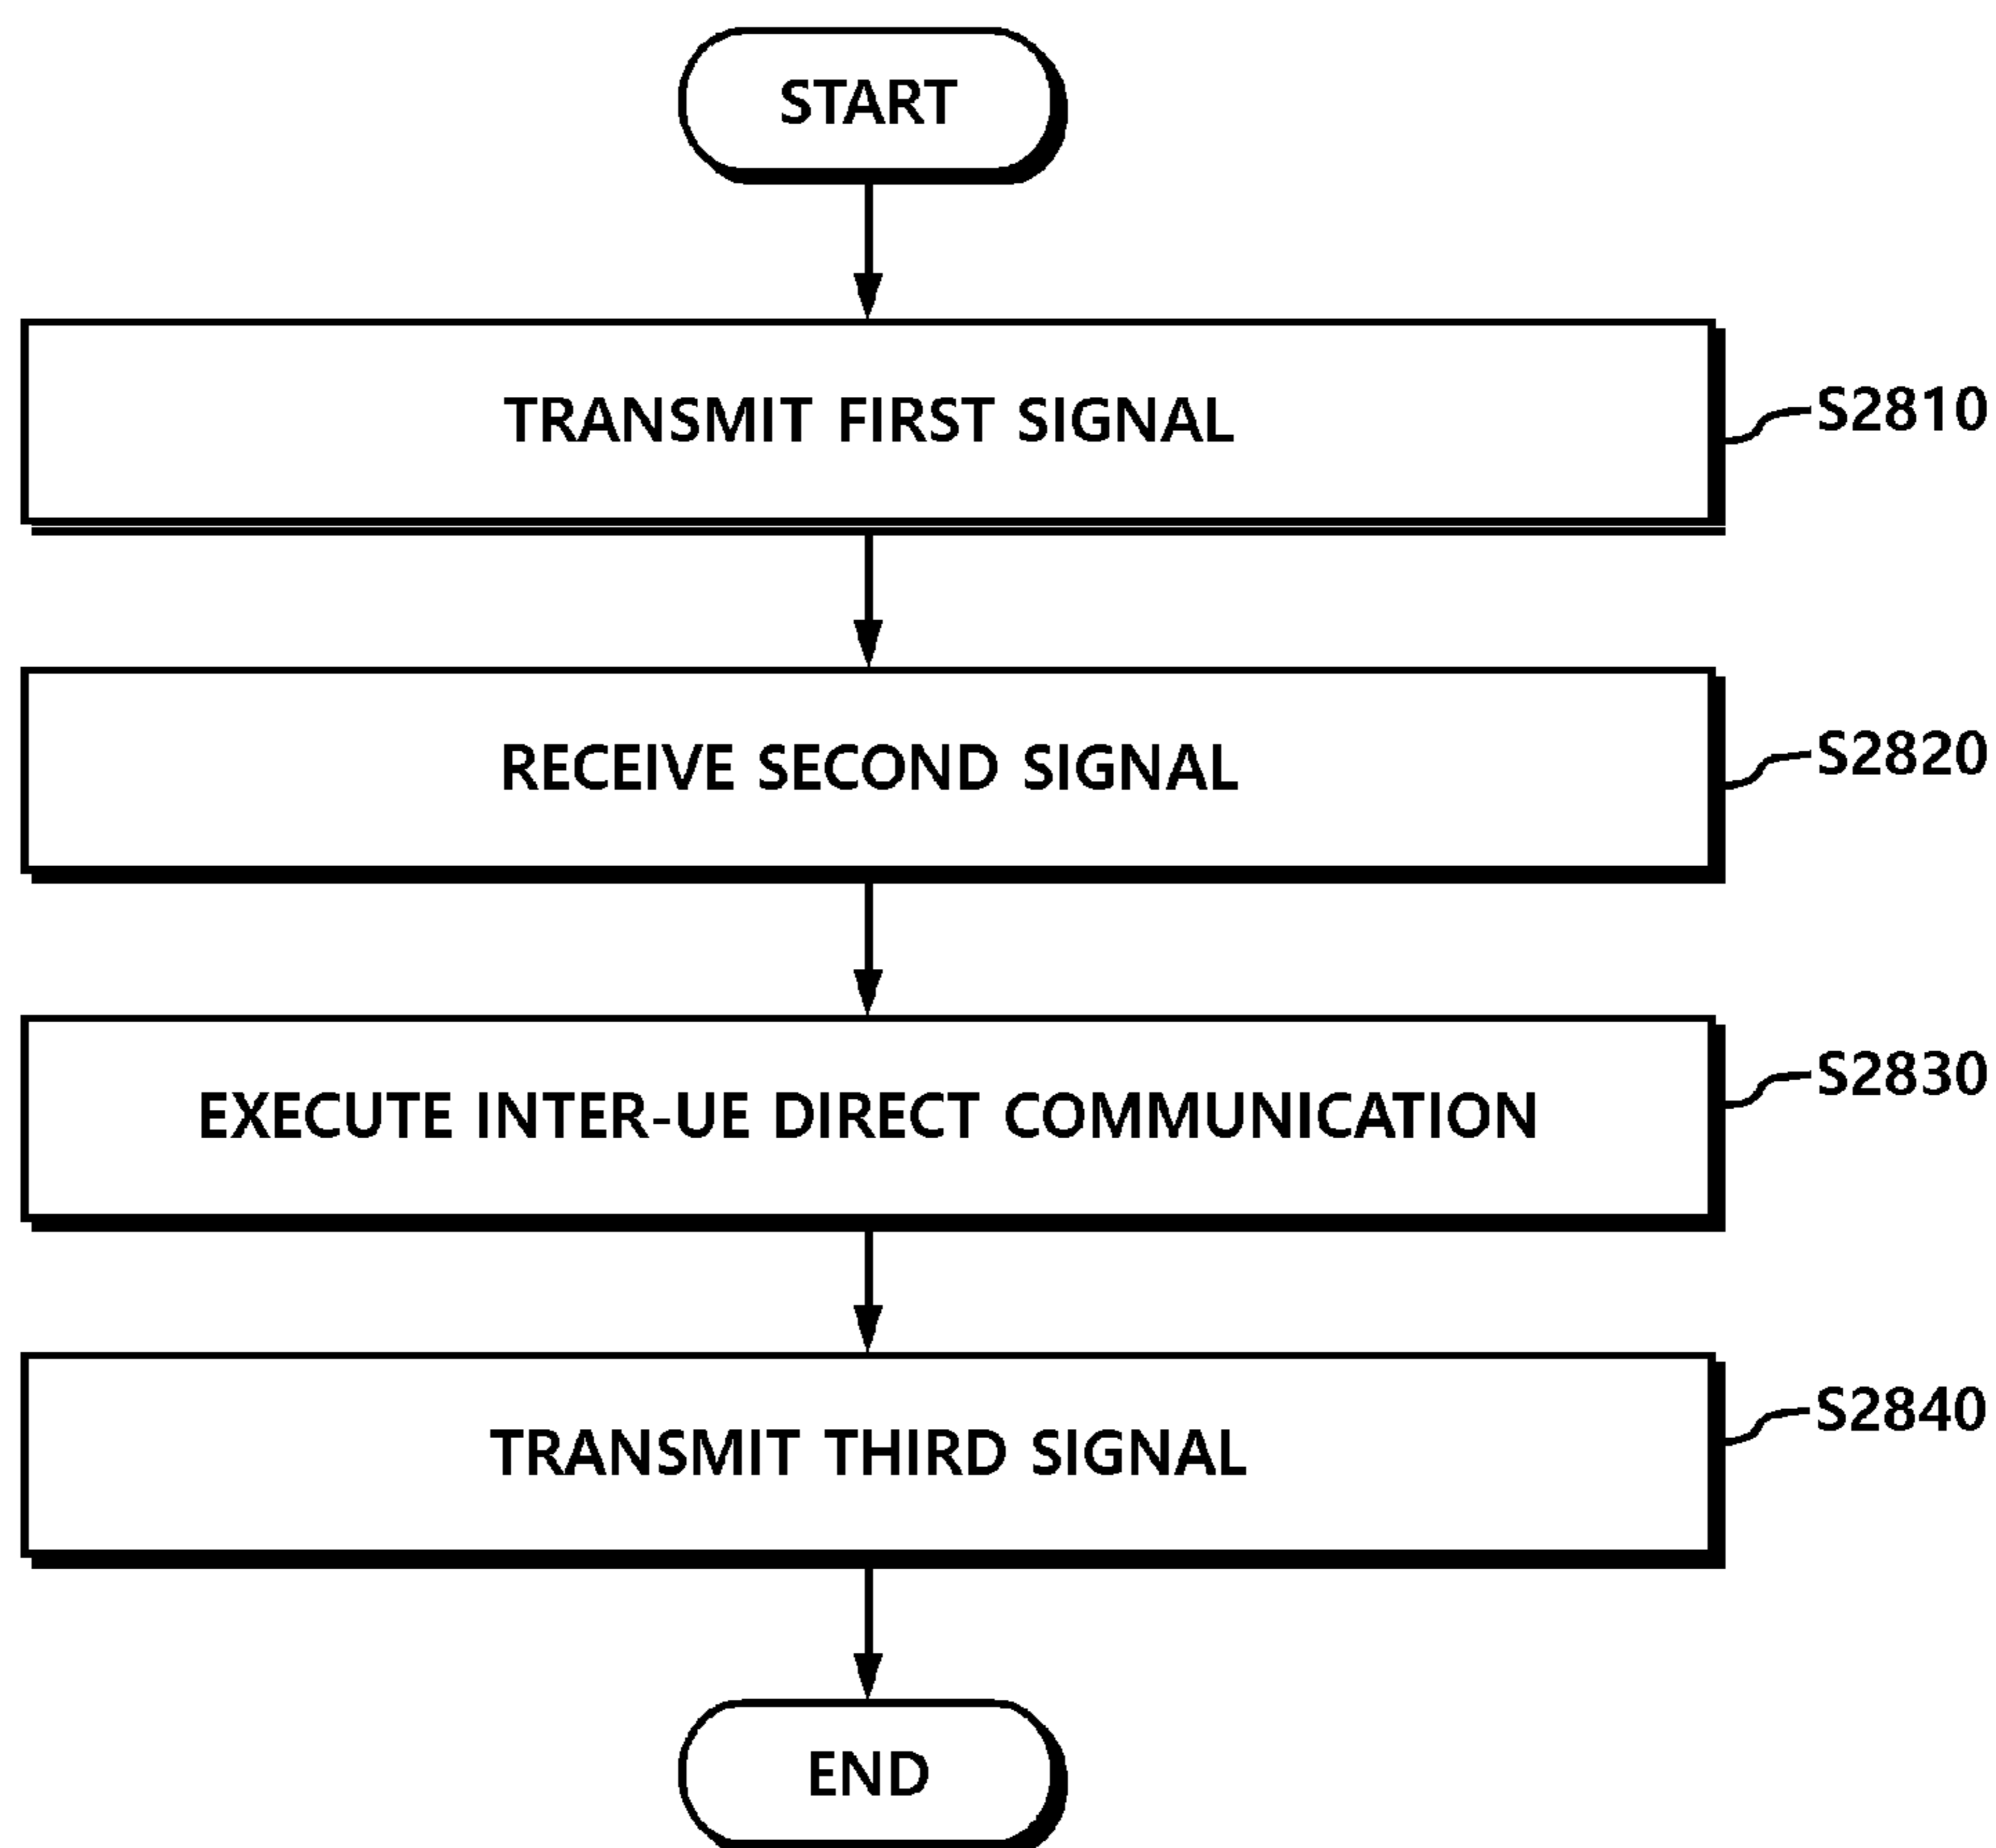 START
TRANSMIT FIRST SIGNAL
S2810
RECEIVE SECOND SIGNAL
S2820
EXECUTE INTER-UE DIRECT COMMUNICATION
S2830
TRANSMIT THIRD SIGNAL
S2840
END